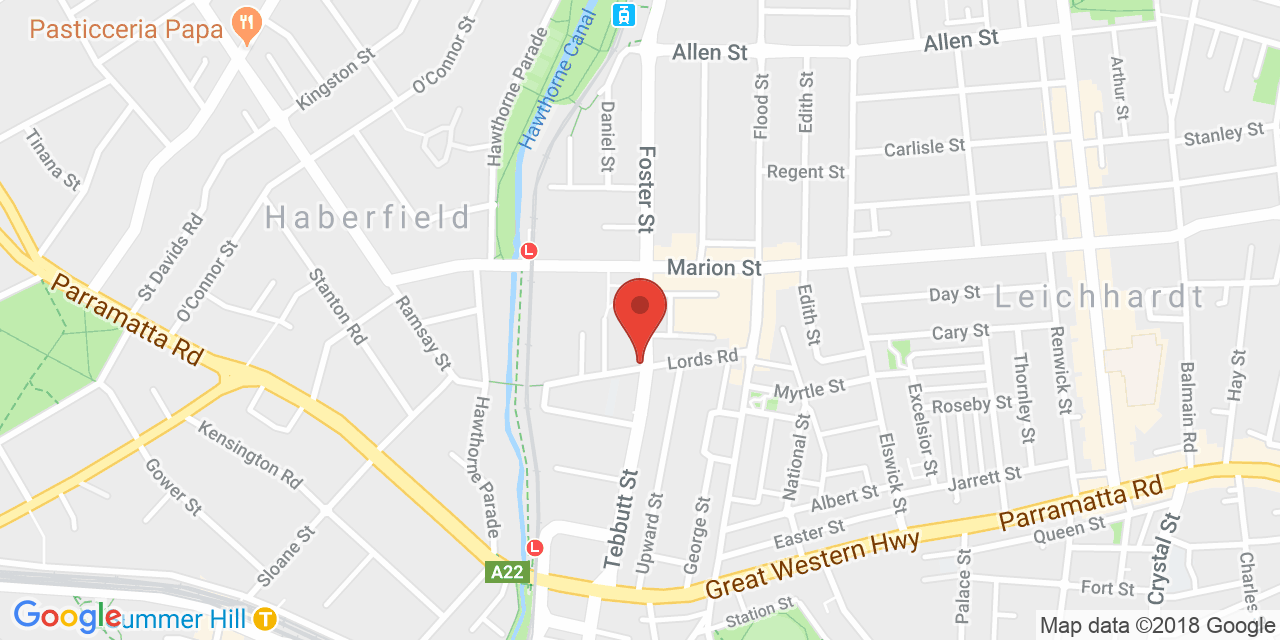 Pasticceria Papa
Kingston St
O'Connor St
Hawthorne Parade
Hawthorne Canal
Allen St
Allen St
Tinana St
Daniel St
Foster St
Flood St
Edith St
Arthur St
Stanley St
Carlisle St
Regent St
Haberfield
St Davids Rd
O'Connor St
L
Marion St
Parramatta Rd
Stanton Rd
Ramsay St
Edith St
Day St
Leichhardt
Cary St
Renwick St
Lords Rd
Myrtle St
Thornley St
Hay St
Balmain Rd
Excelsior St
Roseby St
Hawthorne Parade
Kensington Rd
Gower St
National St
Elswick St
Jarrett St
Albert St
Parramatta Rd
Tebbutt St
Upward St
George St
Easter St
Queen St
Crystal St
Sloane St
L
Great Western Hwy
A22
Palace St
Fort St
Charles
Station St
Google
ummer Hill
T
Map data ©2018 Google